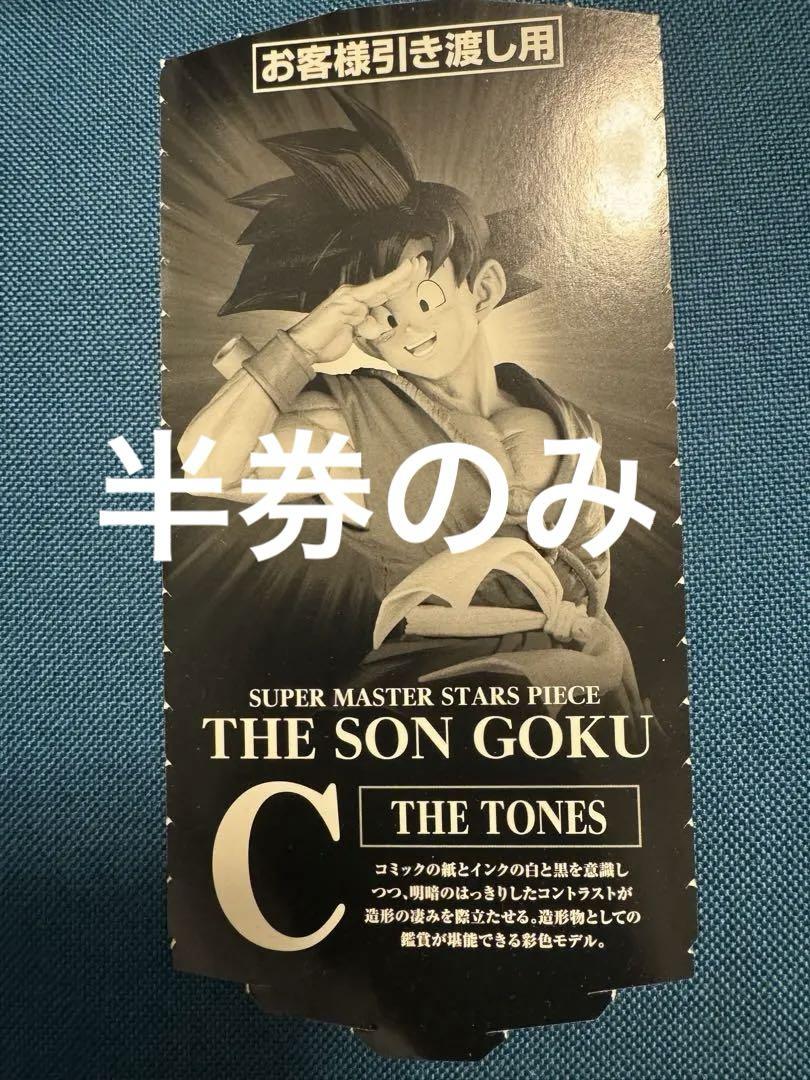 お客様引き渡し用
半券のみ
SUPER MASTER STARS PIECE
THE SON GOKU
C
THE TONES
コミックの紙とインクの白と黒を意識し
つつ、明暗のはっきりしたコントラストが
造形の凄みを際立たせる。造形物としての
鑑賞が堪能できる彩色モデル。